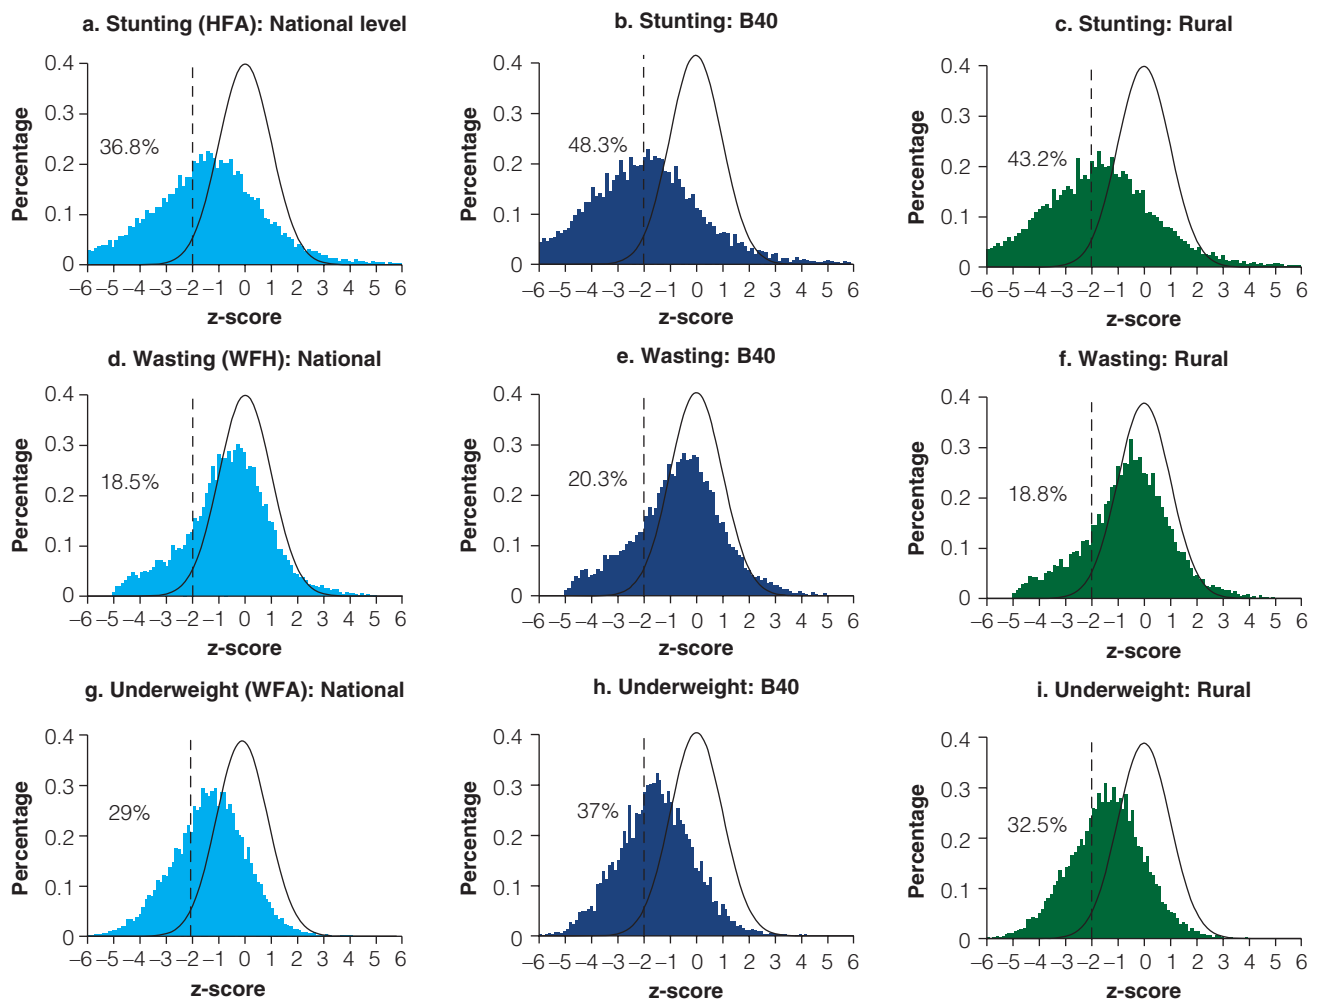 a. Stunting (HFA): National level
0.4
0.3
0.2
0.1
0
Percentage
36.8%
–6 –5 –4 –3 –2 –1 0 1 2 3 4 5 6
z-score
b. Stunting: B40
0.4
0.3
0.2
0.1
0
Percentage
48.3%
–6 –5 –4 –3 –2 –1 0 1 2 3 4 5 6
z-score
c. Stunting: Rural
0.4
0.3
0.2
0.1
0
Percentage
43.2%
–6 –5 –4 –3 –2 –1 0 1 2 3 4 5 6
z-score
d. Wasting (WFH): National
0.4
0.3
0.2
0.1
0
Percentage
18.5%
–6 –5 –4 –3 –2 –1 0 1 2 3 4 5 6
z-score
e. Wasting: B40
0.4
0.3
0.2
0.1
0
Percentage
20.3%
–6 –5 –4 –3 –2 –1 0 1 2 3 4 5 6
z-score
f. Wasting: Rural
0.4
0.3
0.2
0.1
0
Percentage
18.8%
–6 –5 –4 –3 –2 –1 0 1 2 3 4 5 6
z-score
g. Underweight (WFA): National
0.4
0.3
0.2
0.1
0
Percentage
29%
–6 –5 –4 –3 –2 –1 0 1 2 3 4 5 6
z-score
h. Underweight: B40
0.4
0.3
0.2
0.1
0
Percentage
37%
–6 –5 –4 –3 –2 –1 0 1 2 3 4 5 6
z-score
i. Underweight: Rural
0.4
0.3
0.2
0.1
0
Percentage
32.5%
–6 –5 –4 –3 –2 –1 0 1 2 3 4 5 6
z-score